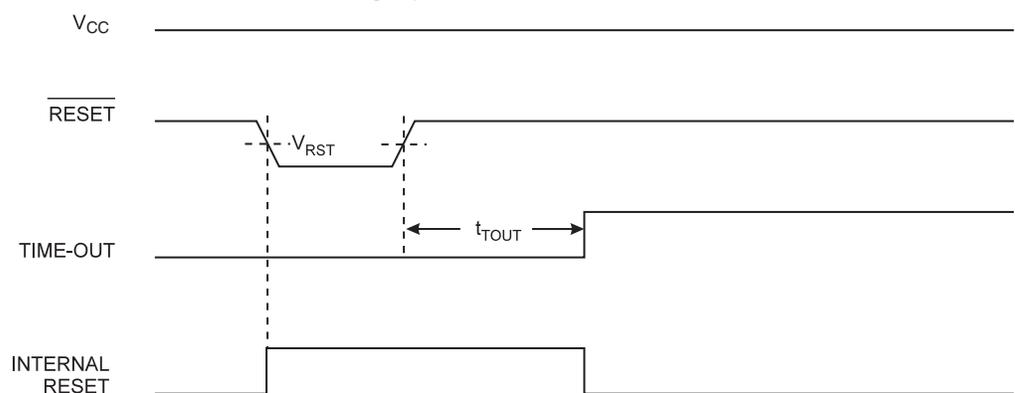 VCC
RESET
VRST
tTOUT
TIME-OUT
INTERNAL
RESET